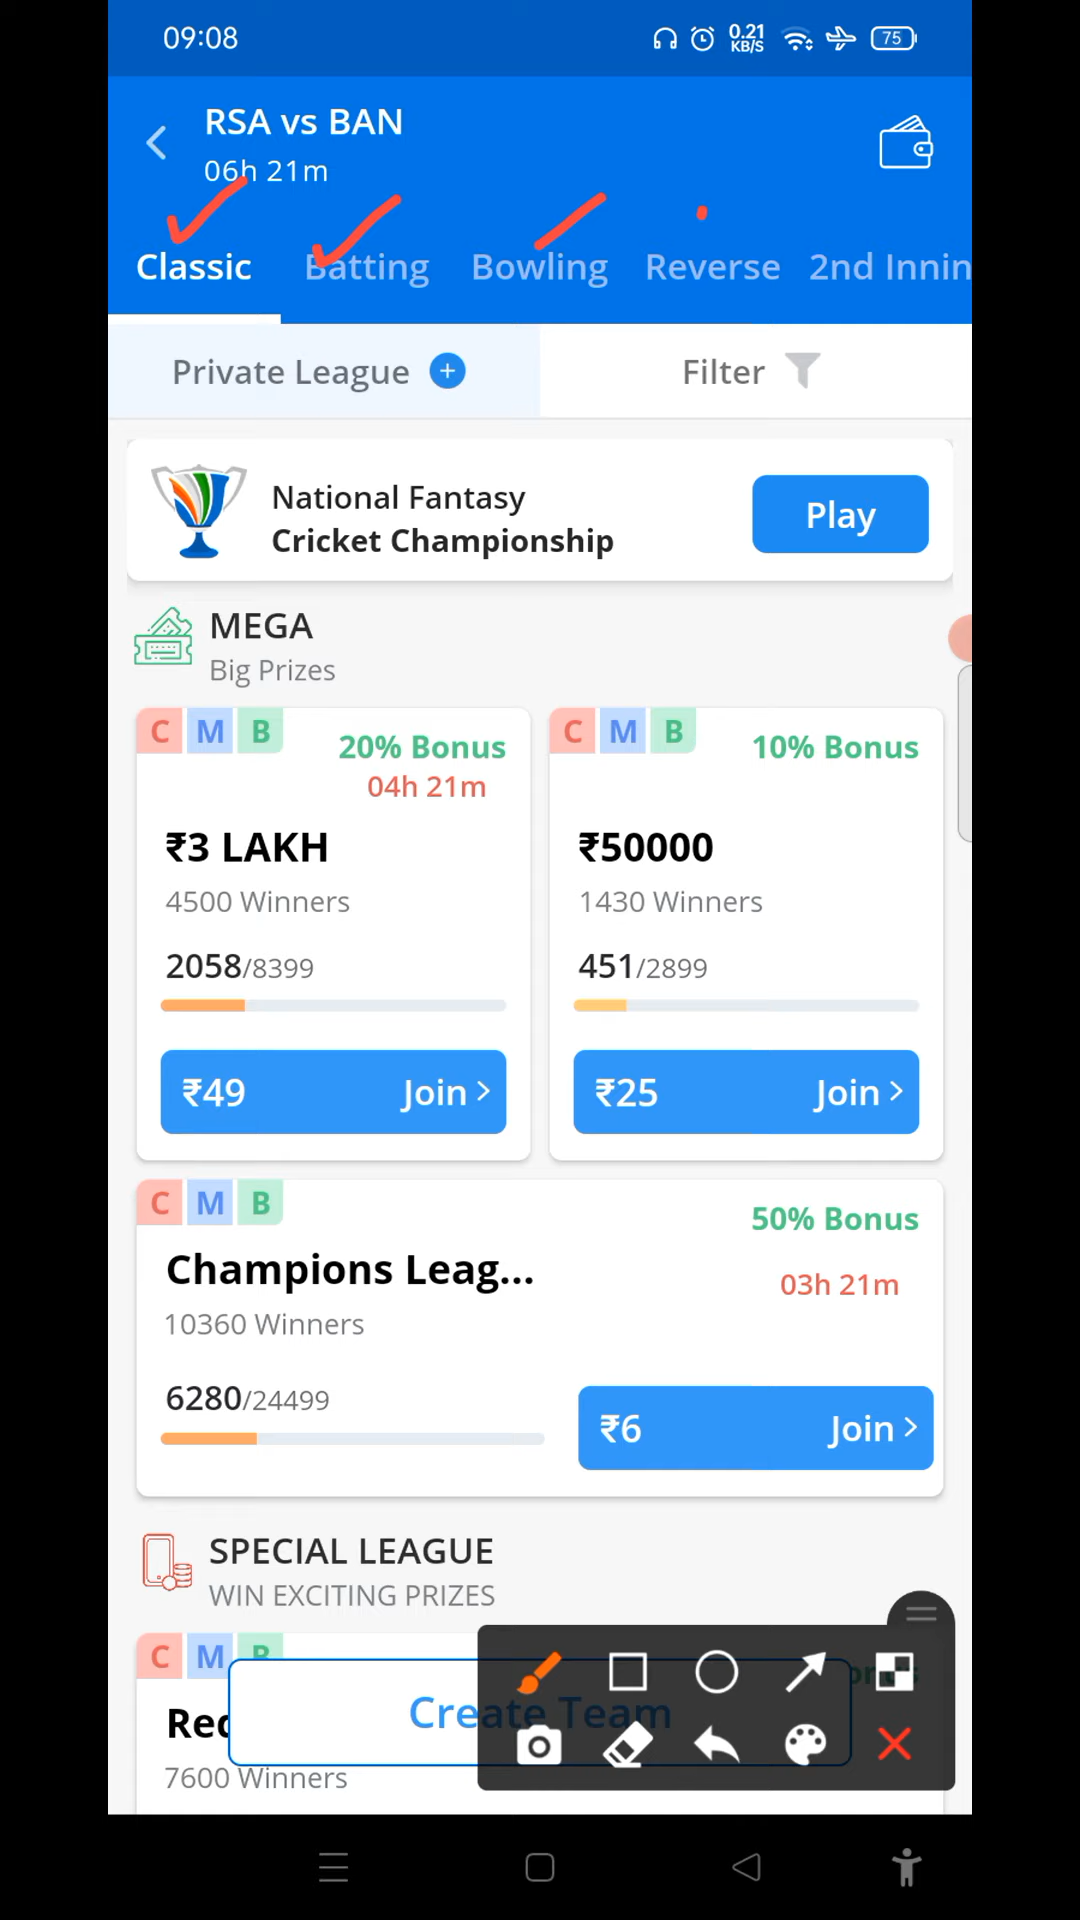 09:08
0.21
KB/S
75
RSA vs BAN
06h 21m
Classic Batting Bowling Reverse 2nd Innin
Private League +
Filter
National Fantasy
Cricket Championship
Play
MEGA
Big Prizes
C M B
20% Bonus
04h 21m
₹3 LAKH
4500 Winners
2058/8399
₹49 Join >
C M B
10% Bonus
₹50000
1430 Winners
451/2899
₹25 Join >
C M B
50% Bonus
Champions Leag...
03h 21m
10360 Winners
6280/24499
₹6 Join >
SPECIAL LEAGUE
WIN EXCITING PRIZES
C M B
Create Team
7600 Winners